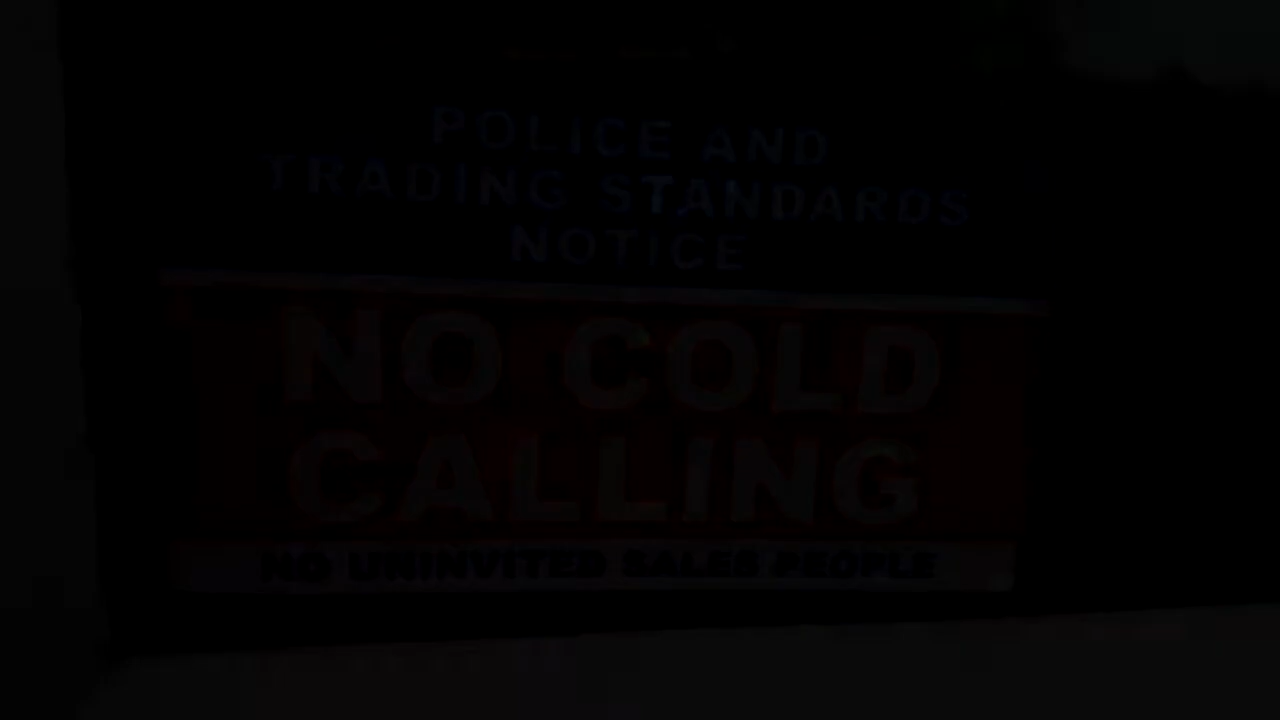 POLICE AND
TRADING STANDARDS
NOTICE
NO COLD
CALLING
NO UNINVITED SALES PEOPLE